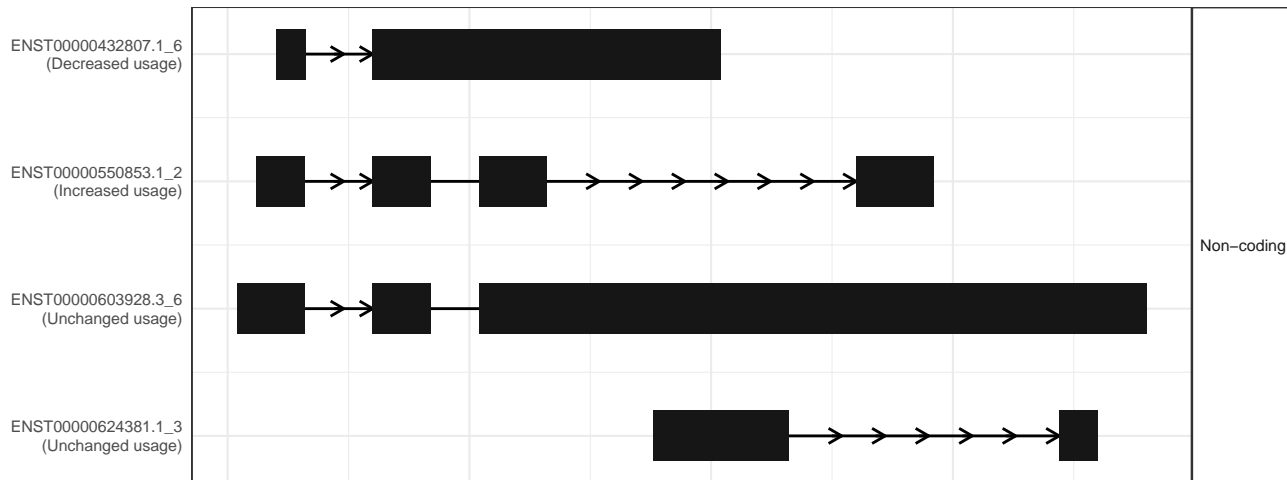 ENST00000432807.1_6
(Decreased usage)
ENST00000550853.1_2
(Increased usage)
ENST00000603928.3_6
(Unchanged usage)
ENST00000624381.1_3
(Unchanged usage)
Non−coding